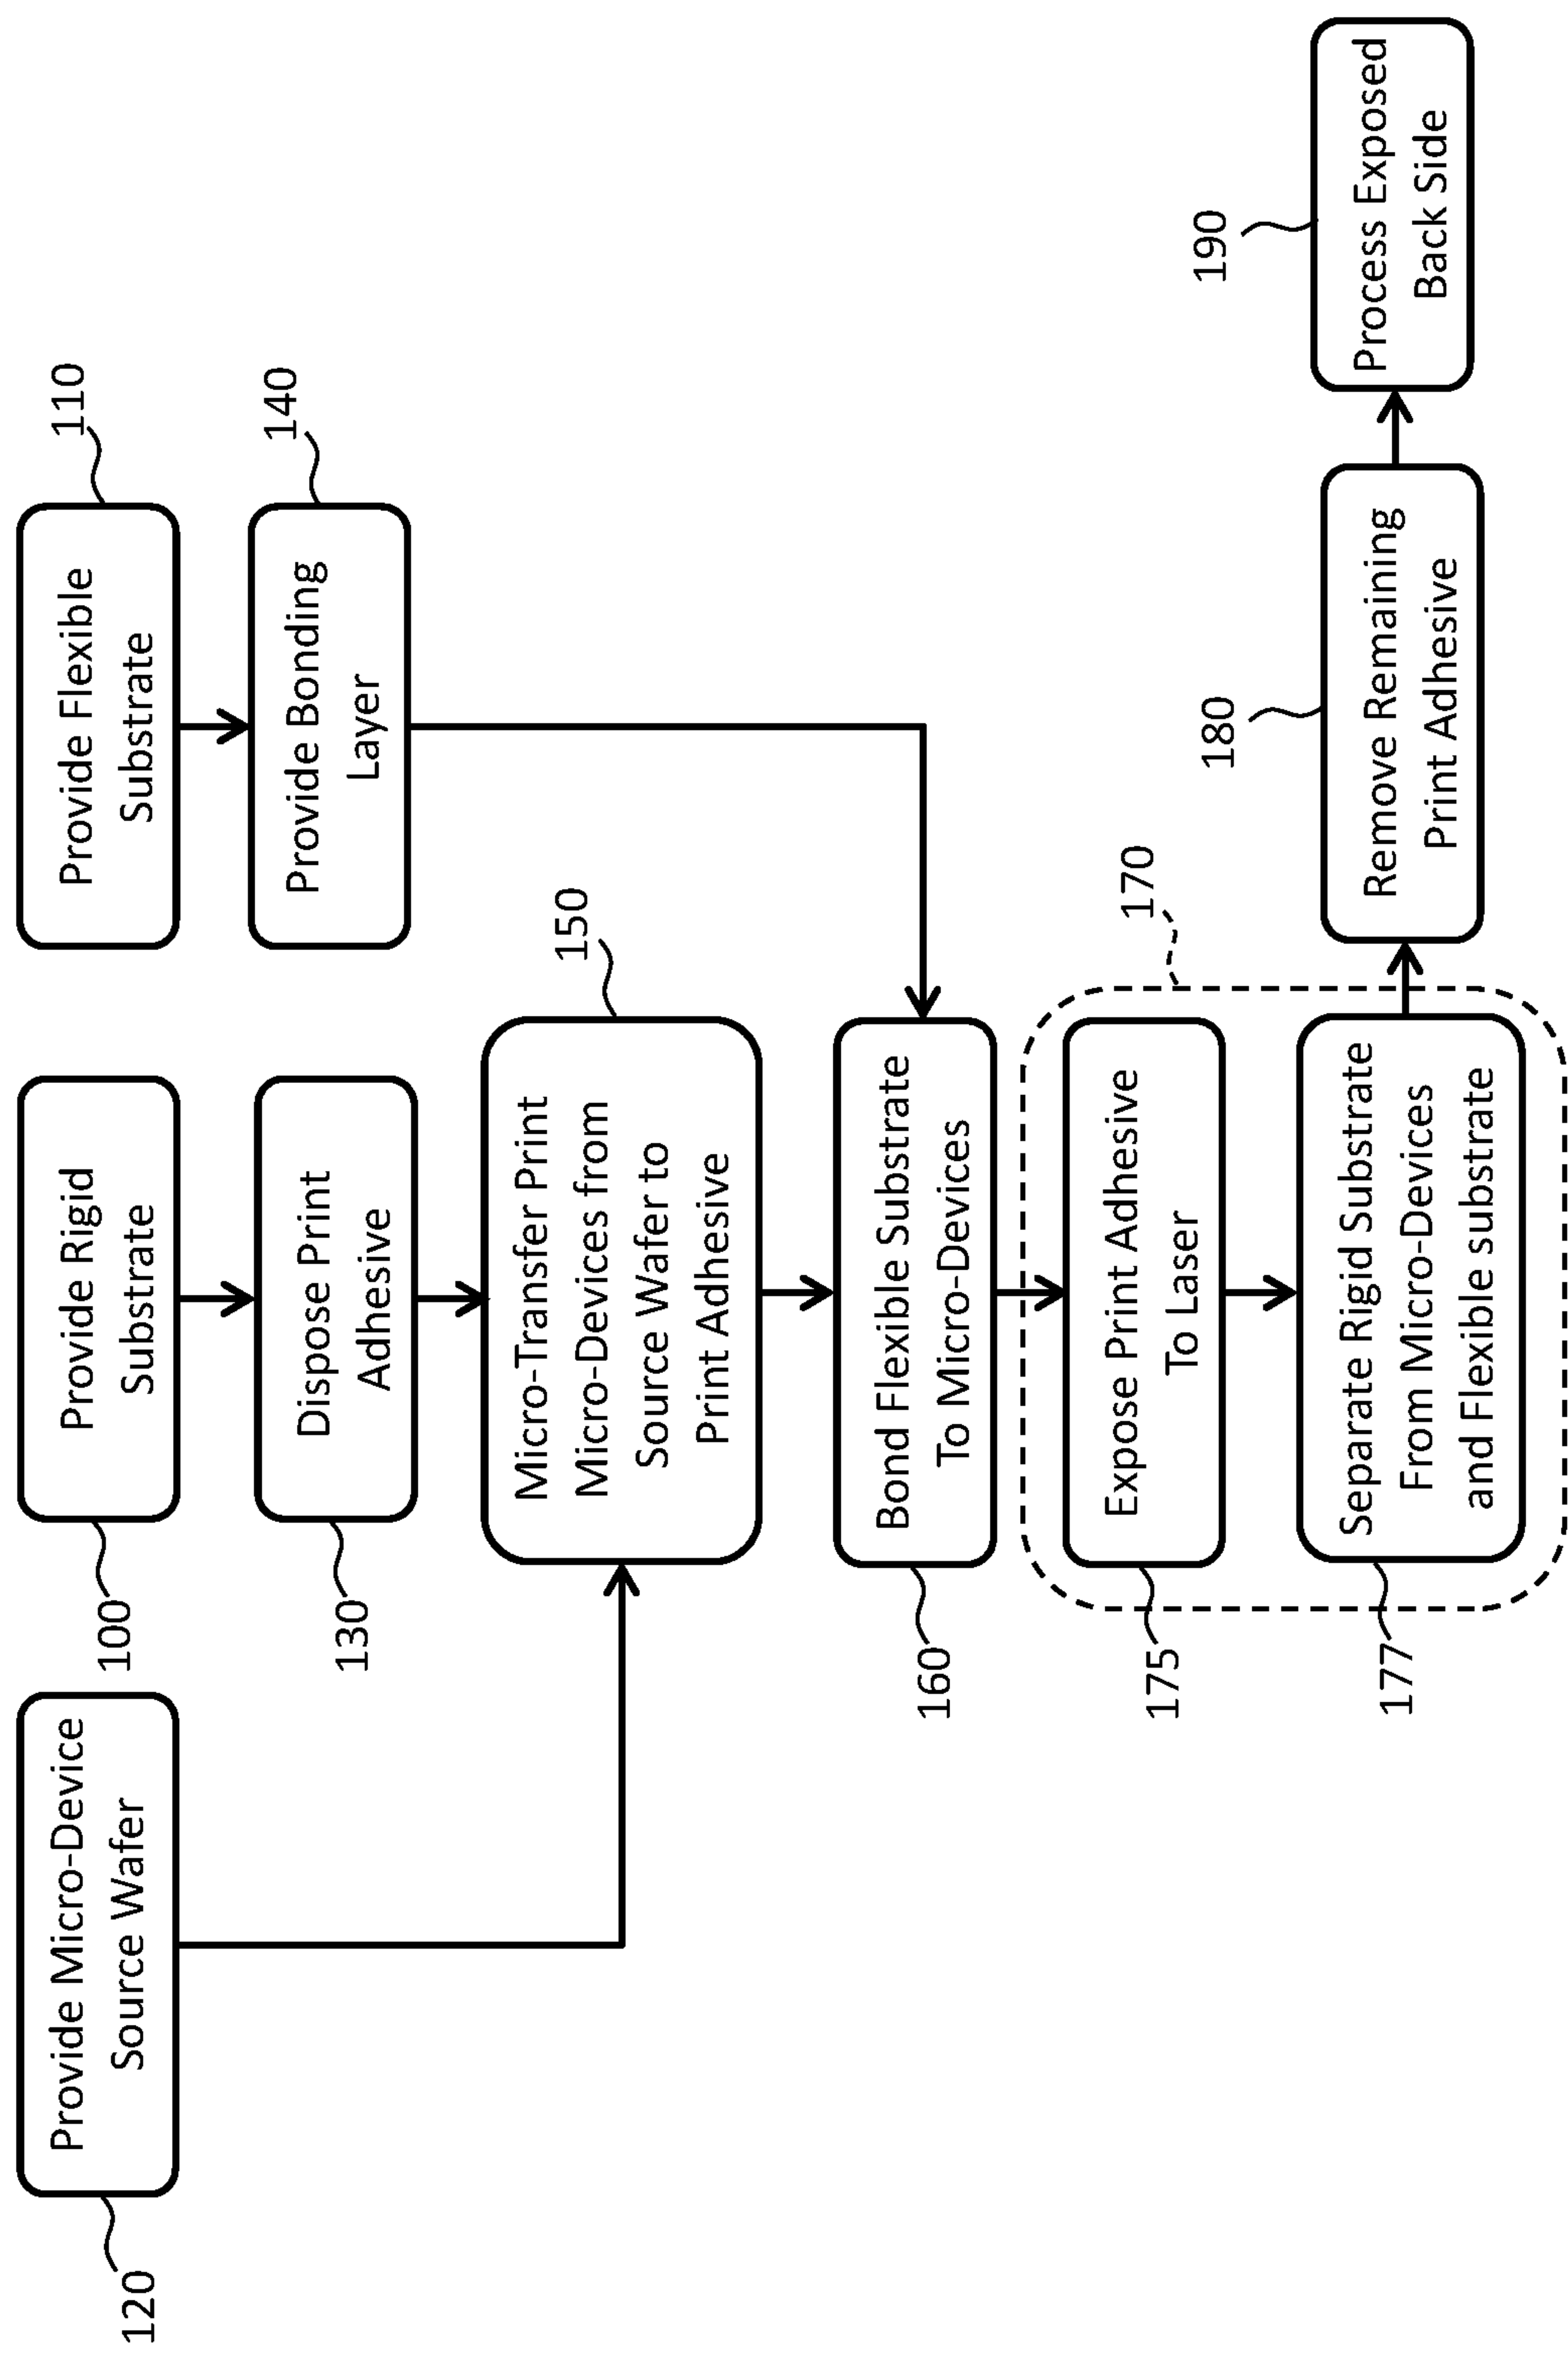 120
Provide Micro-Device
Source Wafer
100
Provide Rigid
Substrate
Provide Flexible
Substrate
110
130
Dispose Print
Adhesive
Provide Bonding
Layer
140
Micro-Transfer Print
Micro-Devices from
Source Wafer to
Print Adhesive
150
160
Bond Flexible Substrate
To Micro-Devices
170
175
Expose Print Adhesive
To Laser
177
Separate Rigid Substrate
From Micro-Devices
and Flexible substrate
180
Remove Remaining
Print Adhesive
190
Process Exposed
Back Side